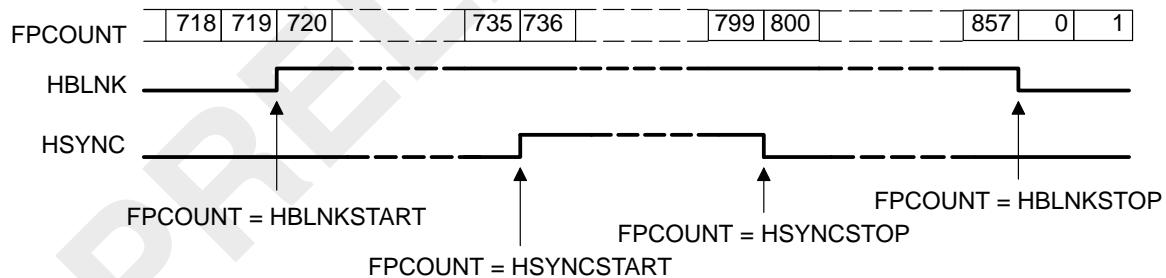 FPCOUNT 718 719 720 735 736 799 800 857 0 1
HBLNK
HSYNC
FPCOUNT = HBLNKSTART
FPCOUNT = HBLNKSTOP
FPCOUNT = HSYNCSTOP
FPCOUNT = HSYNCSTART